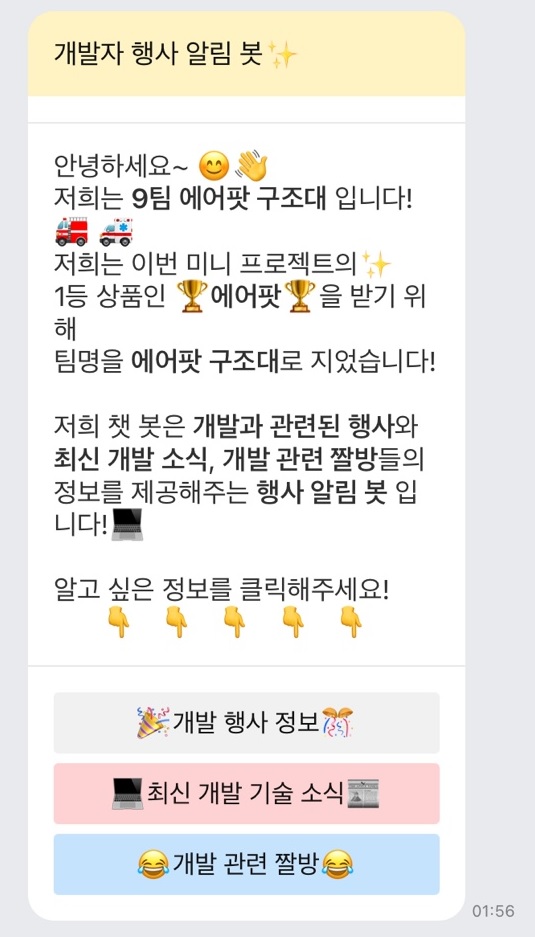 개발자 행사 알림 봇✨
안녕하세요~ 😊👋
저희는 9팀 에어팟 구조대 입니다!
🚒 🚑
저희는 이번 미니 프로젝트의✨
1등 상품인 🏆에어팟🏆을 받기 위
해
팀명을 에어팟 구조대로 지었습니다!
저희 챗 봇은 개발과 관련된 행사와
최신 개발 소식, 개발 관련 짤방들의
정보를 제공해주는 행사 알림 봇 입
니다!💻
알고 싶은 정보를 클릭해주세요!
👇 👇 👇 👇 👇
🎉개발 행사 정보🎊
💻최신 개발 기술 소식📰
😂개발 관련 짤방😂
01:56